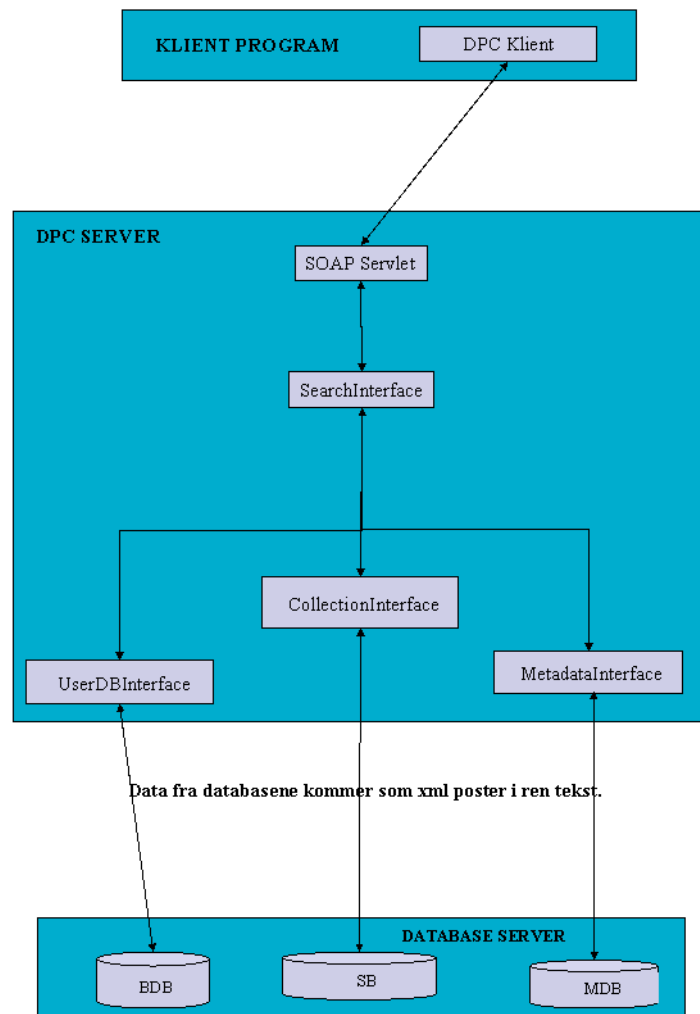 KLIENT PROGRAM
DPC Klient
DPC SERVER
SOAP Servlet
SearchInterface
CollectionInterface
UserDBInterface
MetadataInterface
Data fra databasene kommer som xml poster i ren tekst.
DATABASE SERVER
BDB
SB
MDB